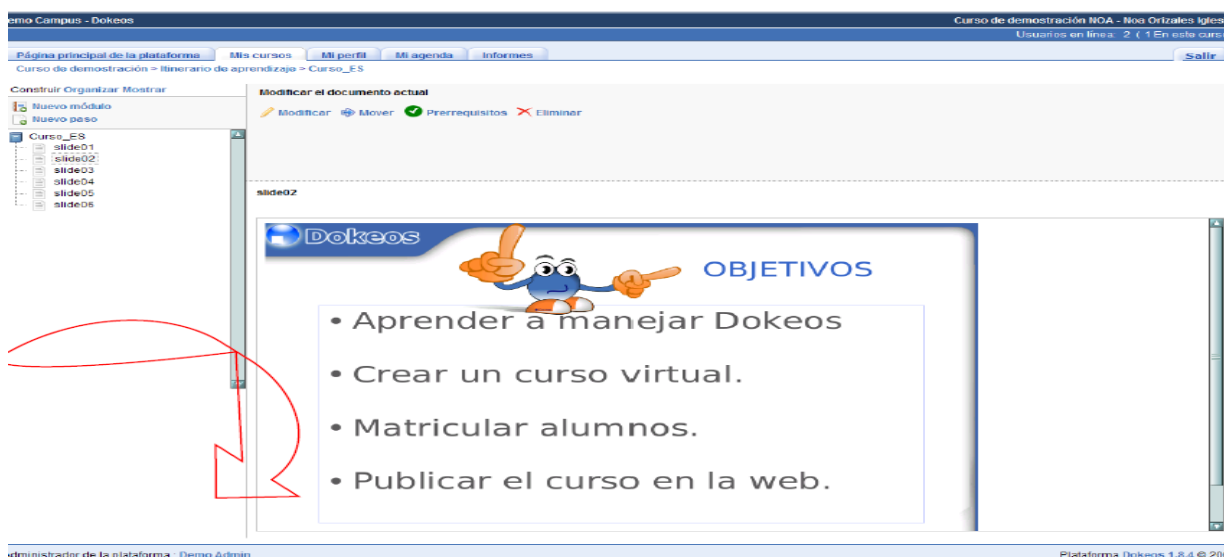 emo Campus - Dokeos
Curso de demostración NOA - Noa Orizales Igles
Usuarios en línea: 2 ( 1 En este curs
Página principal de la plataforma Mis cursos Mi perfil Mi agenda Informes
Salir
Curso de demostración > Itinerario de aprendizaje > Curso_ES
Construir Organizar Mostrar
Nuevo módulo
Nuevo paso
Curso_ES
slide01
slide02
slide03
slide04
slide05
slide06
Modificar el documento actual
Modificar Mover Prerrequisitos Eliminar
slide02
Dokeos
OBJETIVOS
• Aprender a manejar Dokeos
• Crear un curso virtual.
• Matricular alumnos.
• Publicar el curso en la web.
administrador de la plataforma : Demo Admin
Plataforma Dokeos 1.8.4 © 20